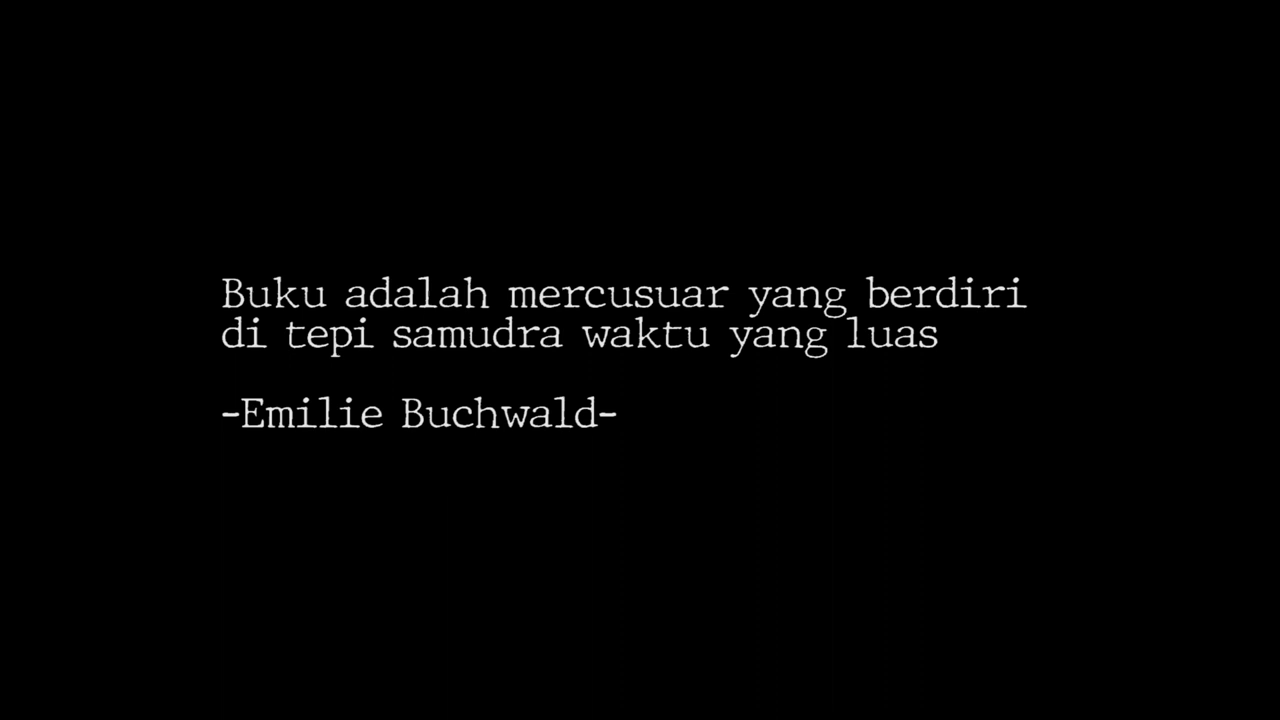 Buku adalah mercusuar yang berdiri
di tepi samudra waktu yang luas
-Emilie Buchwald-